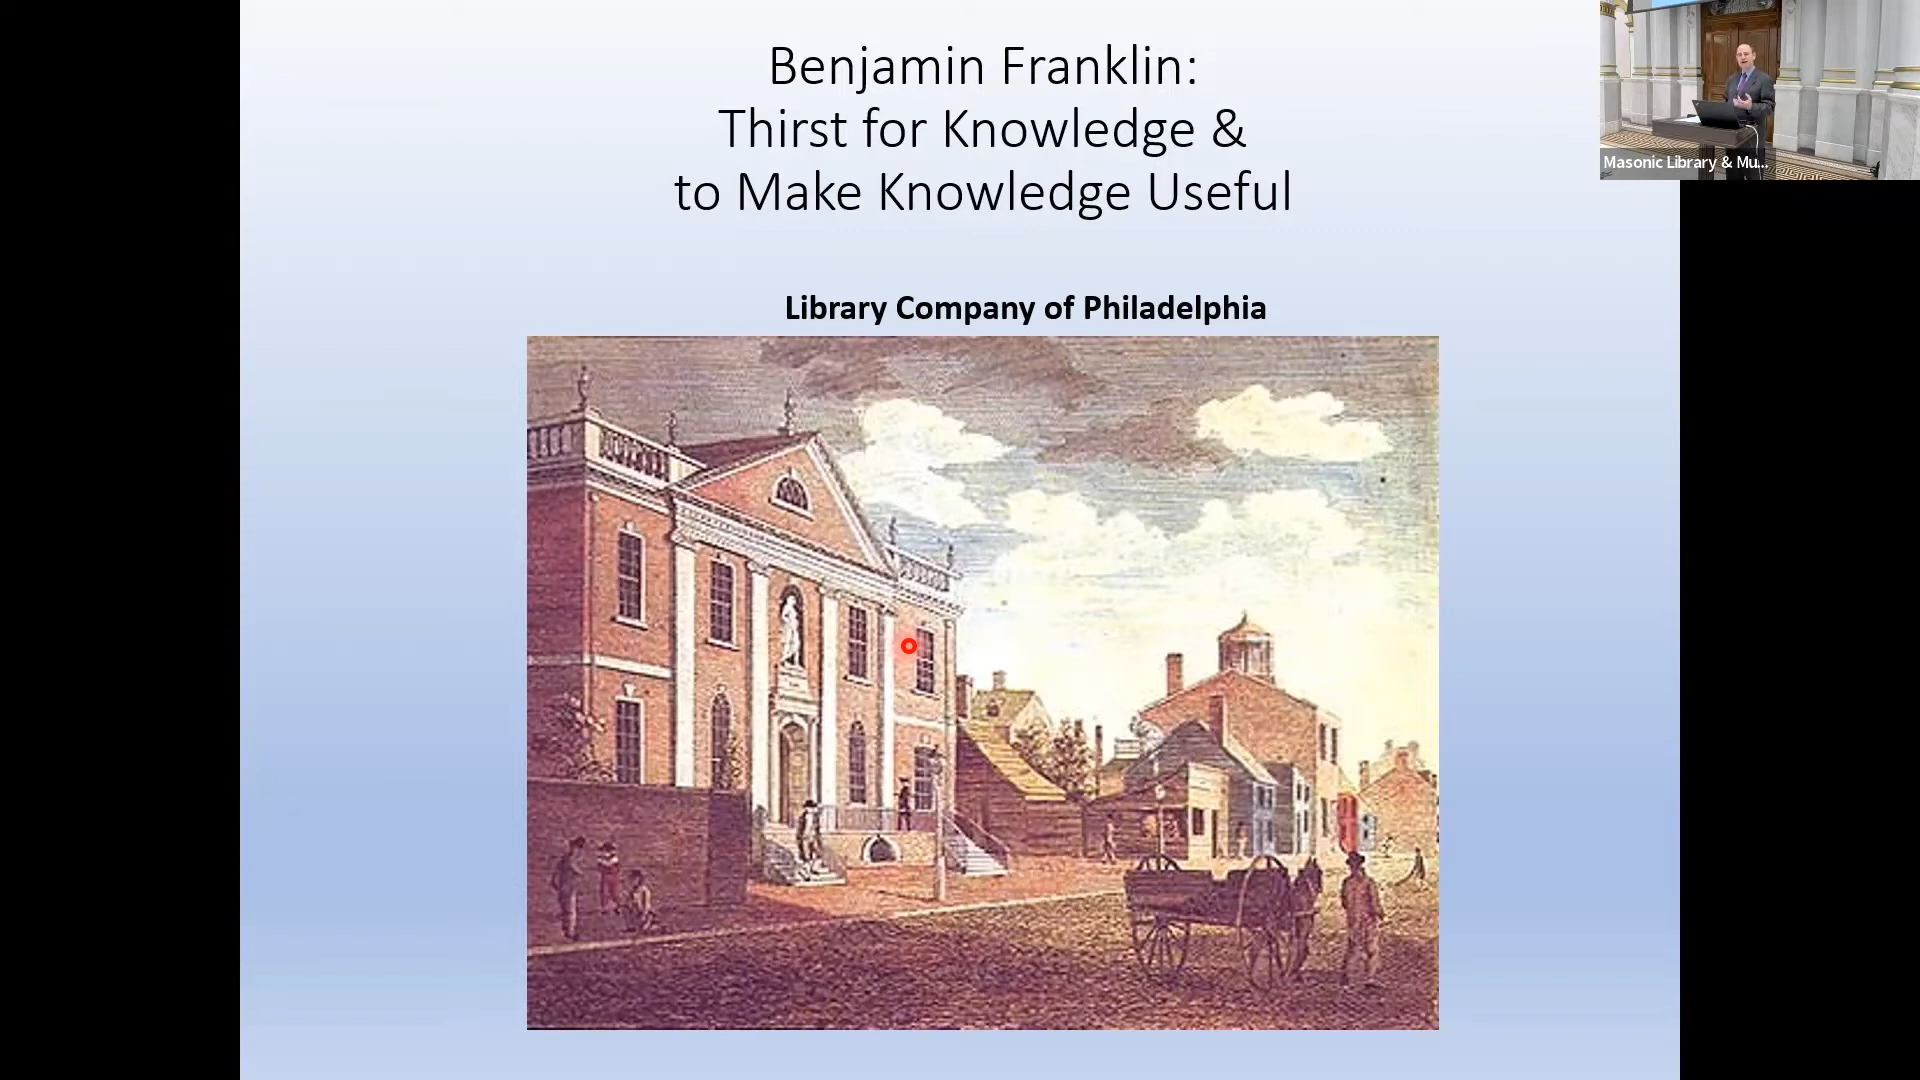 Benjamin Franklin:
Thirst for Knowledge &
to Make Knowledge Useful
Masonic Library & Mu...
Library Company of Philadelphia